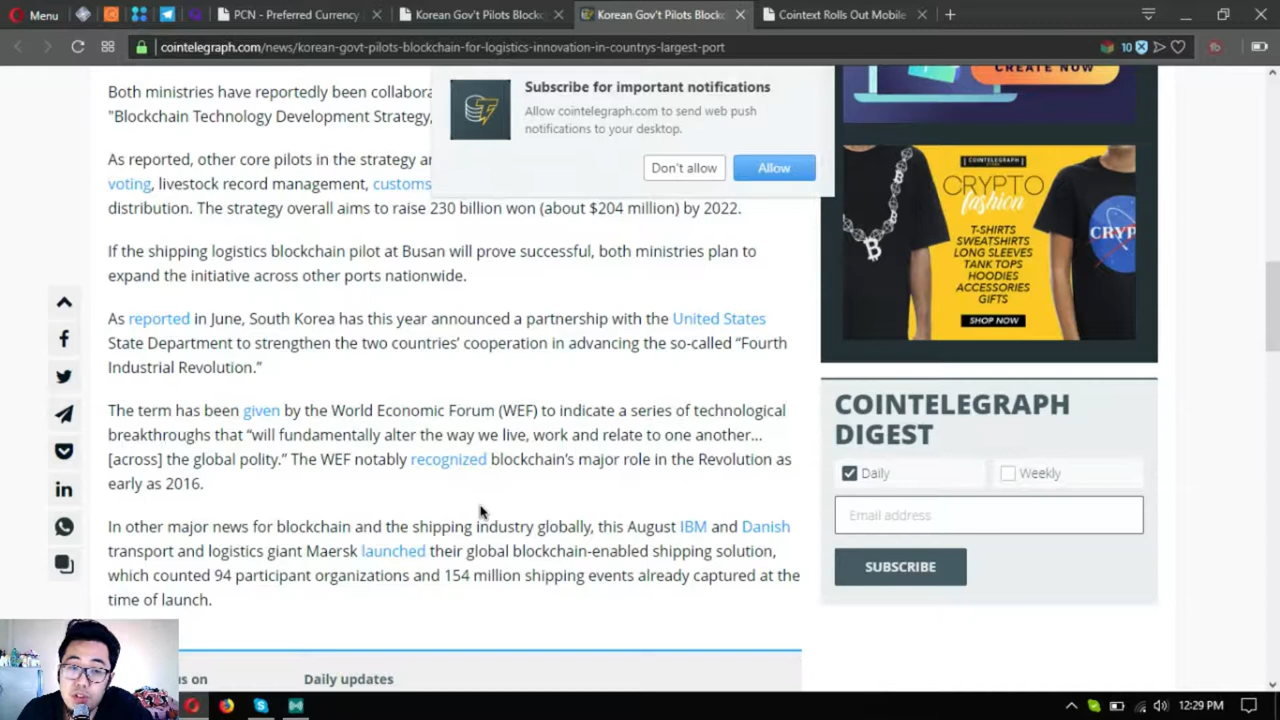 Menu
PCN - Preferred Currency
Korean Gov't Pilots Blockc
Korean Gov't Pilots Blockc
Cointext Rolls Out Mobile
cointelegraph.com/news/korean-govt-pilots-blockchain-for-logistics-innovation-in-countrys-largest-port
10
Subscribe for important notifications
Allow cointelegraph.com to send web push
notifications to your desktop.
Don't allow
Allow
Both ministries have reportedly been collabora
"Blockchain Technology Development Strategy,
As reported, other core pilots in the strategy ar
voting, livestock record management, customs
distribution. The strategy overall aims to raise 230 billion won (about $204 million) by 2022.
If the shipping logistics blockchain pilot at Busan will prove successful, both ministries plan to
expand the initiative across other ports nationwide.
As reported in June, South Korea has this year announced a partnership with the United States
State Department to strengthen the two countries’ cooperation in advancing the so-called “Fourth
Industrial Revolution.”
The term has been given by the World Economic Forum (WEF) to indicate a series of technological
breakthroughs that “will fundamentally alter the way we live, work and relate to one another…
[across] the global polity.” The WEF notably recognized blockchain’s major role in the Revolution as
early as 2016.
In other major news for blockchain and the shipping industry globally, this August IBM and Danish
transport and logistics giant Maersk launched their global blockchain-enabled shipping solution,
which counted 94 participant organizations and 154 million shipping events already captured at the
time of launch.
us on
Daily updates
CREATE NOW
COINTELEGRAPH
CRYPTO
fashion
T-SHIRTS
SWEATSHIRTS
LONG SLEEVES
TANK TOPS
HOODIES
ACCESSORIES
GIFTS
SHOP NOW
CRYP
COINTELEGRAPH
DIGEST
Daily
Weekly
Email address
SUBSCRIBE
12:29 PM